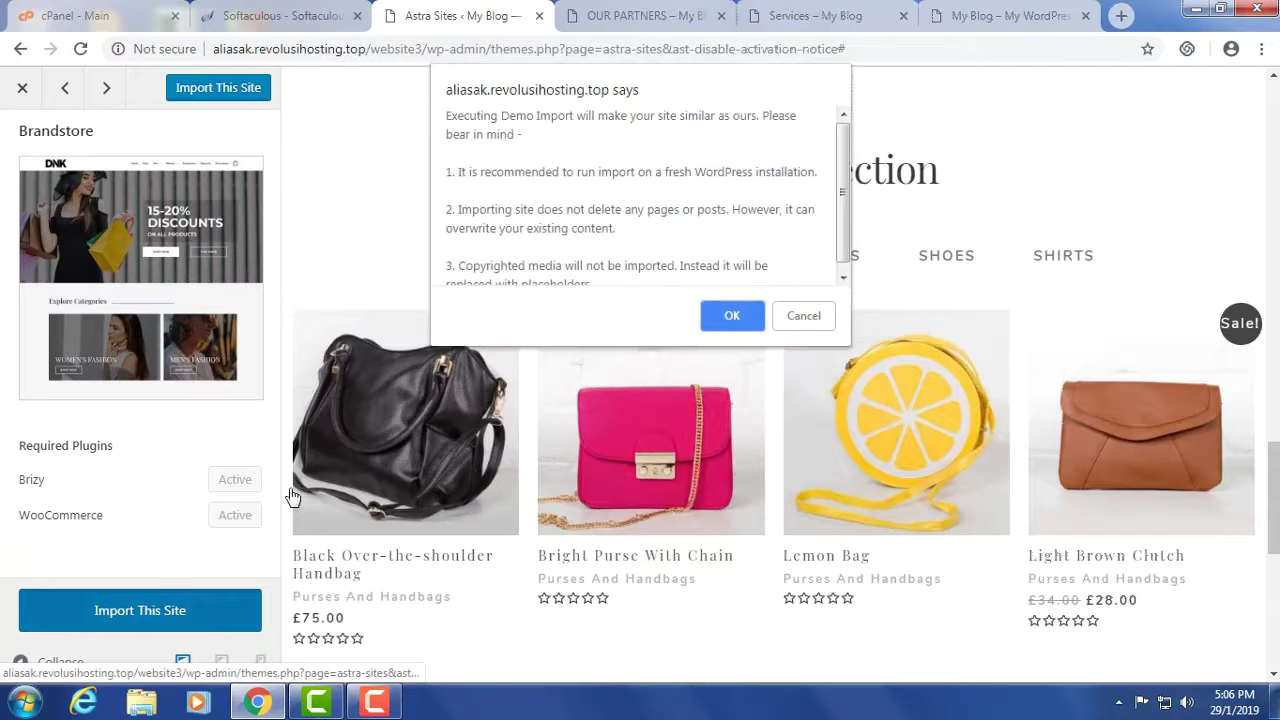 cPanel - Main
Softaculous - Softaculo
Astra Sites ‹ My Blog —
OUR PARTNERS – My Bl
Services – My Blog
My Blog – My WordPres
Not secure
aliasak.revolusihosting.top/website3/wp-admin/themes.php?page=astra-sites&ast-disable-activation-notice#
Import This Site
aliasak.revolusihosting.top says
Executing Demo Import will make your site similar as ours. Please
bear in mind -
1. It is recommended to run import on a fresh WordPress installation.
2. Importing site does not delete any pages or posts. However, it can
overwrite your existing content.
3. Copyrighted media will not be imported. Instead it will be
replaced with placeholders.
OK
Cancel
Brandstore
DNK
15-20%
DISCOUNTS
ON ALL PRODUCTS
Explore Categories
WOMEN'S FASHION
MEN'S FASHION
Required Plugins
Brizy
Active
WooCommerce
Active
Import This Site
Collapse
ection
S
SHOES
SHIRTS
Sale!
Black Over-the-shoulder
Handbag
Purses And Handbags
£75.00
Bright Purse With Chain
Purses And Handbags
Lemon Bag
Purses And Handbags
Light Brown Clutch
Purses And Handbags
£34.00 £28.00
aliasak.revolusihosting.top/website3/wp-admin/themes.php?page=astra-sites&ast...
5:06 PM
29/1/2019